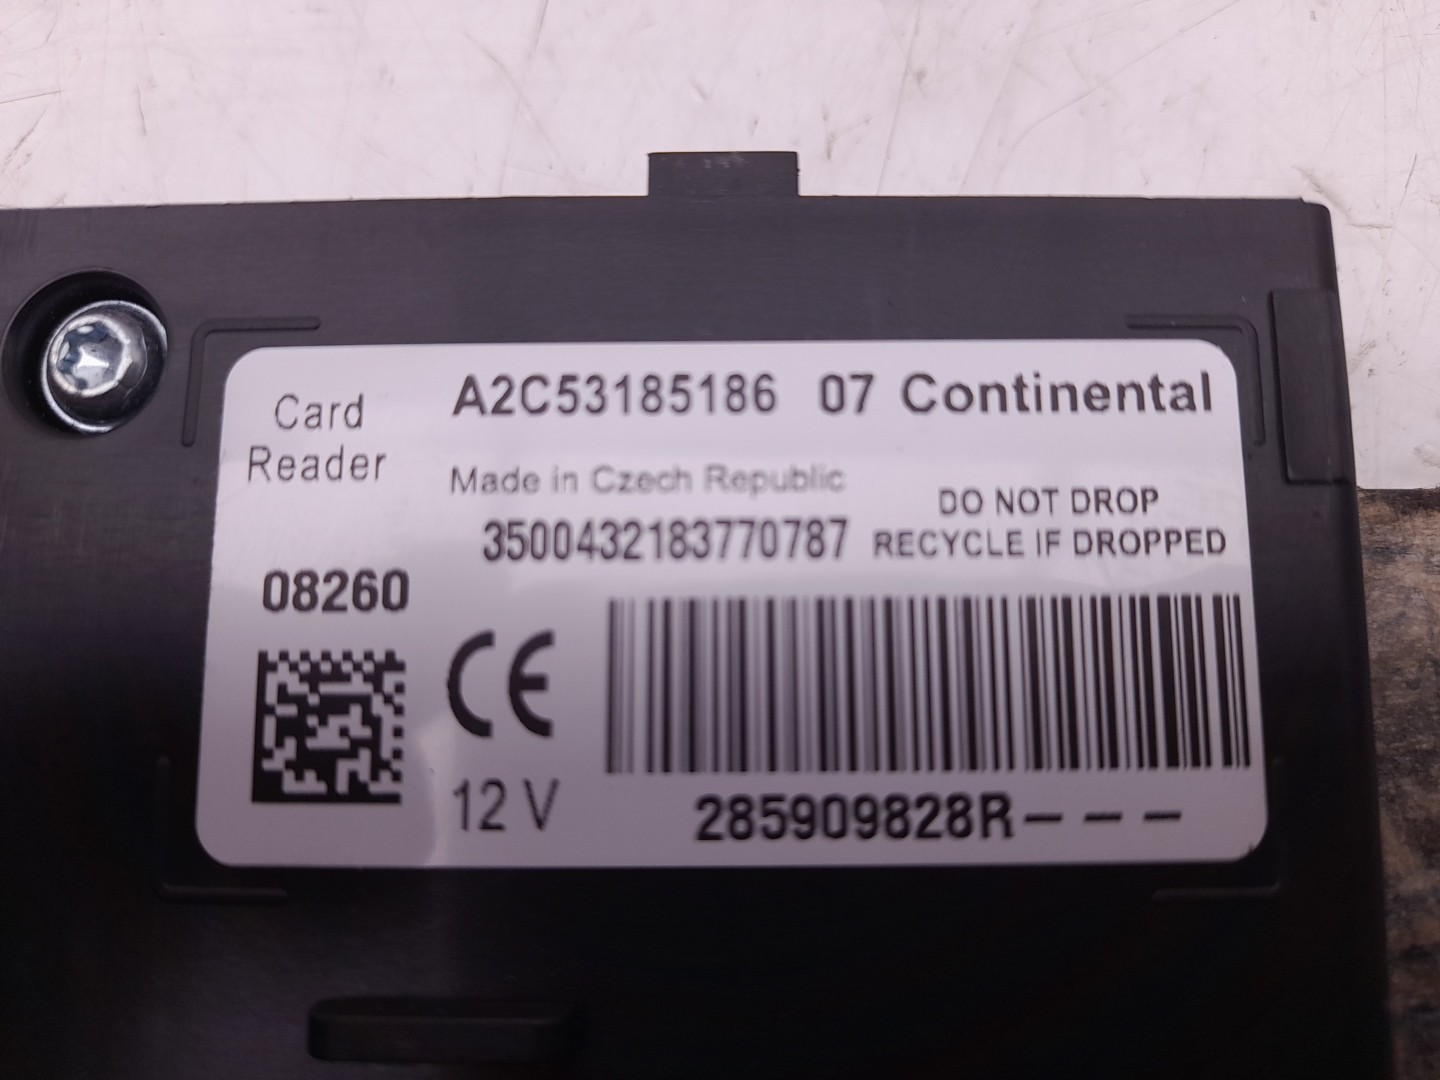 Card
Reader
A2C53185186 07 Continental
Made in Czech Republic
3500432183770787
DO NOT DROP
RECYCLE IF DROPPED
08260
CE
12 V
285909828R---